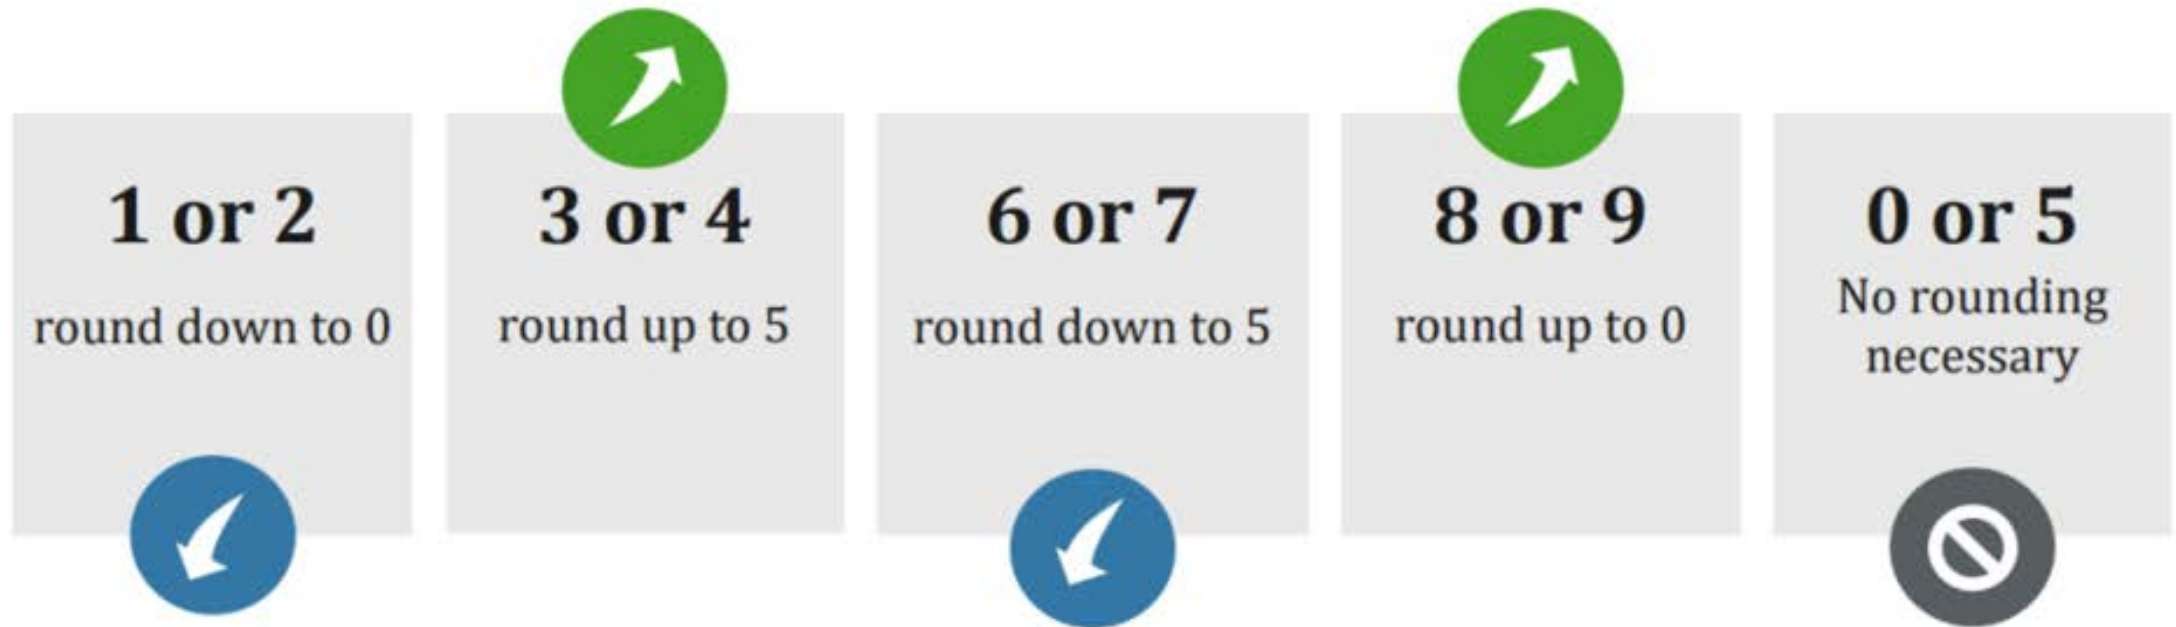 1 or 2
round down to 0
3 or 4
round up to 5
6 or 7
round down to 5
8 or 9
round up to 0
0 or 5
No rounding
necessary